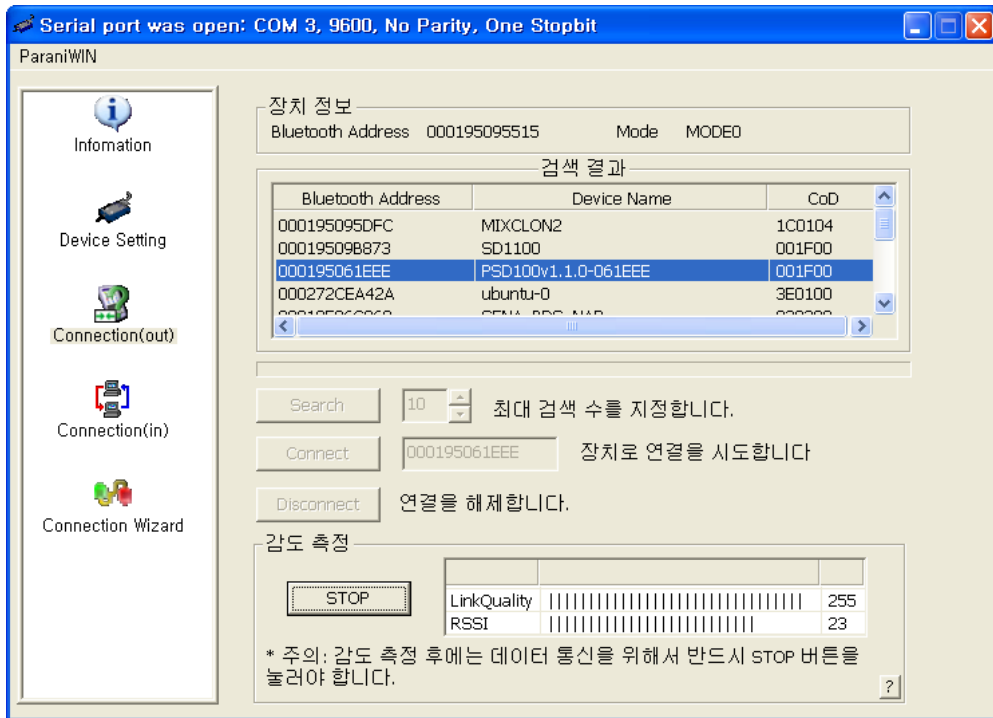 Serial port was open: COM 3, 9600, No Parity, One Stopbit
ParaniWIN
Infomation
Device Setting
Connection(out)
Connection(in)
Connection Wizard
장치 정보
Bluetooth Address 000195095515 Mode MODE0
검색 결과
Bluetooth Address Device Name CoD
000195095DFC MIXCLON2 1C0104
00019509B873 SD1100 001F00
000195061EEE PSD100v1.1.0-061EEE 001F00
000272CEA42A ubuntu-0 3E0100
Search 10 최대 검색 수를 지정합니다.
Connect 000195061EEE 장치로 연결을 시도합니다
Disconnect 연결을 해제합니다.
감도 측정
STOP
LinkQuality |||||||||||||||||||||||||||||||| 255
RSSI |||||||||||||||||||||||||| 23
* 주의: 감도 측정 후에는 데이터 통신을 위해서 반드시 STOP 버튼을
눌러야 합니다.
?